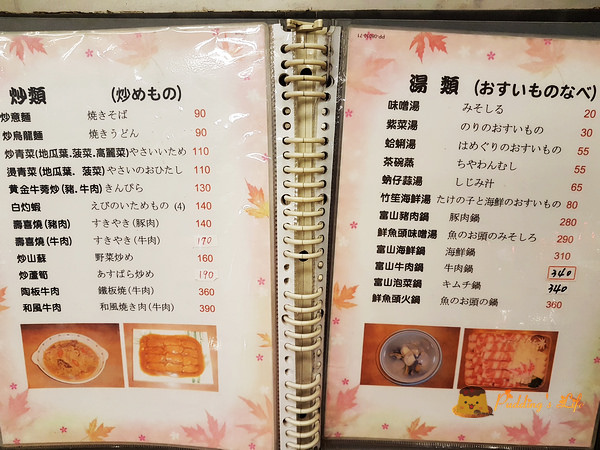 炒類 (炒めもの)
炒意麵 焼きそば 90
炒烏龍麵 焼きうどん 90
炒青菜(地瓜葉.菠菜.高麗菜)やさいいため 110
燙青菜(地瓜葉. 菠菜)やさいのおひたし 110
黃金牛蒡炒(豬.牛肉)きんぴら 130
白灼蝦 えびのいためもの (4) 140
壽喜燒(豬肉) すきやき(豚肉) 140
壽喜燒(牛肉) すきやき(牛肉) 190
炒山蘇 野菜炒め 160
炒蘆筍 あすぱら炒め 190
陶板牛肉 鐵板燒(牛肉) 360
和風牛肉 和風燒き肉(牛肉) 390
湯類 (おすいものなべ)
味噌湯 みそしる 20
紫菜湯 のりのおすいもの 30
蛤蜊湯 はめぐりのおすいもの 55
茶碗蒸 ちやわんむし 55
蚋仔蒜湯 しじみ汁 65
竹笙海鮮湯 たけの子と海鮮のおすいもの 80
富山豬肉鍋 豚肉鍋 280
鮮魚頭味噌湯 魚のお頭のみそしろ 290
富山海鮮鍋 海鮮鍋 310
富山牛肉鍋 牛肉鍋 340
富山泡菜鍋 キムチ鍋 340
鮮魚頭火鍋 魚のお頭の鍋 360
Pudding's Life